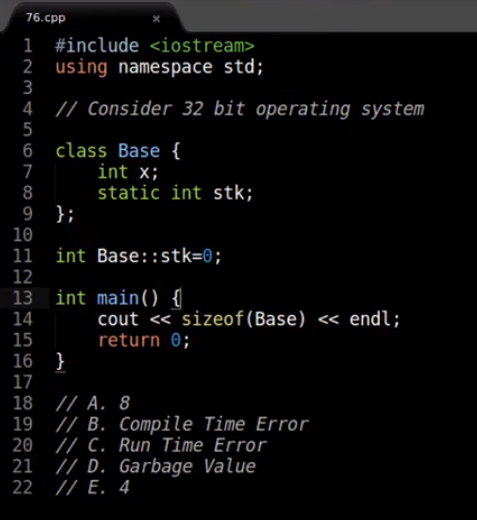 76.cpp ×
1 #include <iostream>
2 using namespace std;
3
4 // Consider 32 bit operating system
5
6 class Base {
7     int x;
8     static int stk;
9 };
10
11 int Base::stk=0;
12
13 int main() {
14     cout << sizeof(Base) << endl;
15     return 0;
16 }
17
18 // A. 8
19 // B. Compile Time Error
20 // C. Run Time Error
21 // D. Garbage Value
22 // E. 4